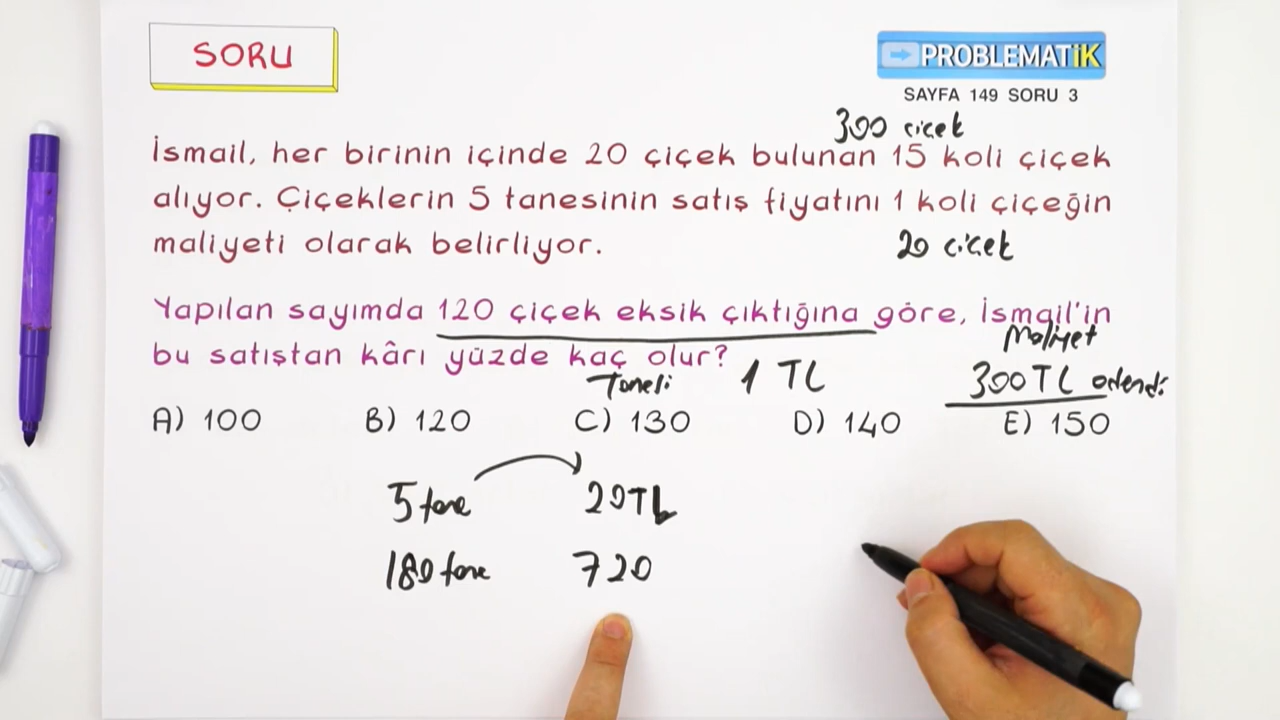 SORU
PROBLEMATİK
SAYFA 149 SORU 3
300 çiçek
İsmail, her birinin içinde 20 çiçek bulunan 15 koli çiçek
alıyor. Çiçeklerin 5 tanesinin satış fiyatını 1 koli çiçeğin
maliyeti olarak belirliyor.
20 çiçek
Yapılan sayımda 120 çiçek eksik çıktığına göre, İsmail'in
bu satıştan kârı yüzde kaç olur?
Maliyet
Tanesi 1 TL
300TL ödendi
A) 100 B) 120 C) 130 D) 140 E) 150
5 tane 20TL
180 tane 720